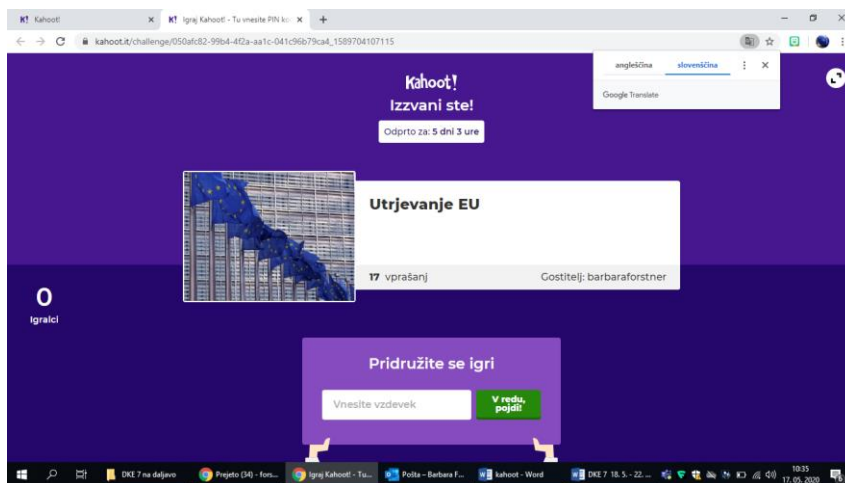 Kahoot!
Igraj Kahoot! - Tu vnesite PIN ko
kahoot.it/challenge/050afc82-99b4-4f2a-aa1c-041c96b79ca4_1589704107115
angleščina slovenščina
Google Translate
Kahoot!
Izzvani ste!
Odprto za: 5 dni 3 ure
Utrjevanje EU
17 vprašanj Gostitelj: barbaraforstner
0
Igralci
Pridružite se igri
Vnesite vzdevek
V redu,
pojdi!
DKE 7 na daljavo Prejeto (34) - fors... Igraj Kahoot! - Tu... Pošta – Barbara F... kahoot - Word DKE 7 18. 5. - 22. ...
10:35
17. 05. 2020